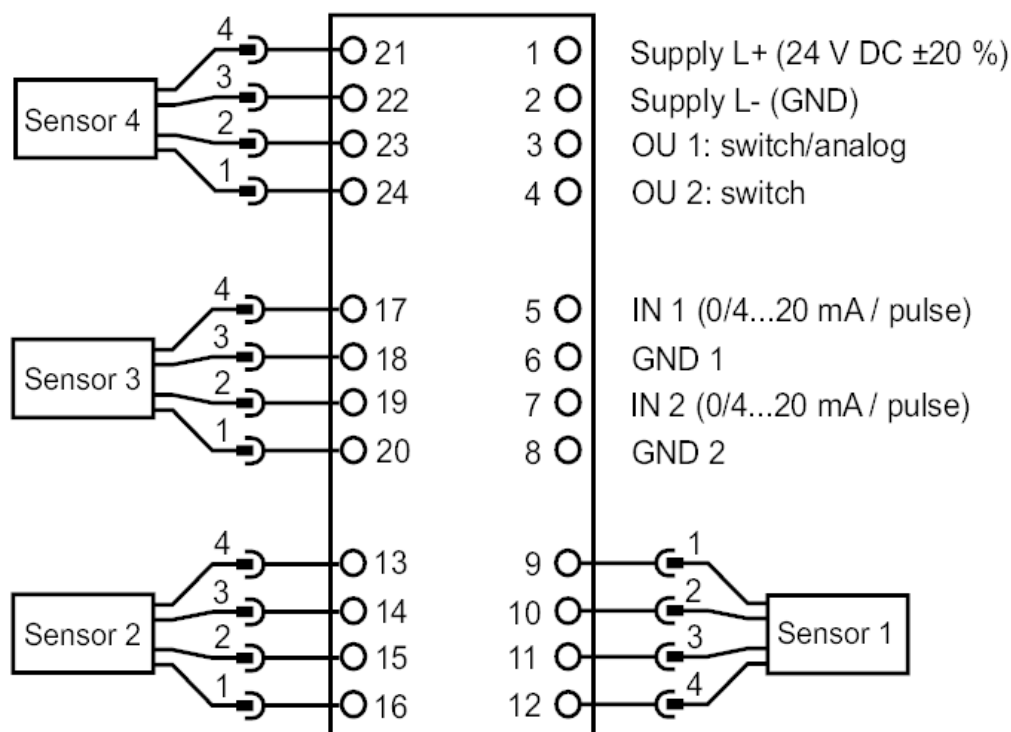 4 21 1 Supply L+ (24 V DC ±20 %)
Sensor 4 3 22 2 Supply L- (GND)
2 23 3 OU 1: switch/analog
1 24 4 OU 2: switch
4 17 5 IN 1 (0/4...20 mA / pulse)
Sensor 3 3 18 6 GND 1
2 19 7 IN 2 (0/4...20 mA / pulse)
1 20 8 GND 2
4 13 9 1
3 14 10 2
Sensor 2 2 15 11 3 Sensor 1
1 16 12 4